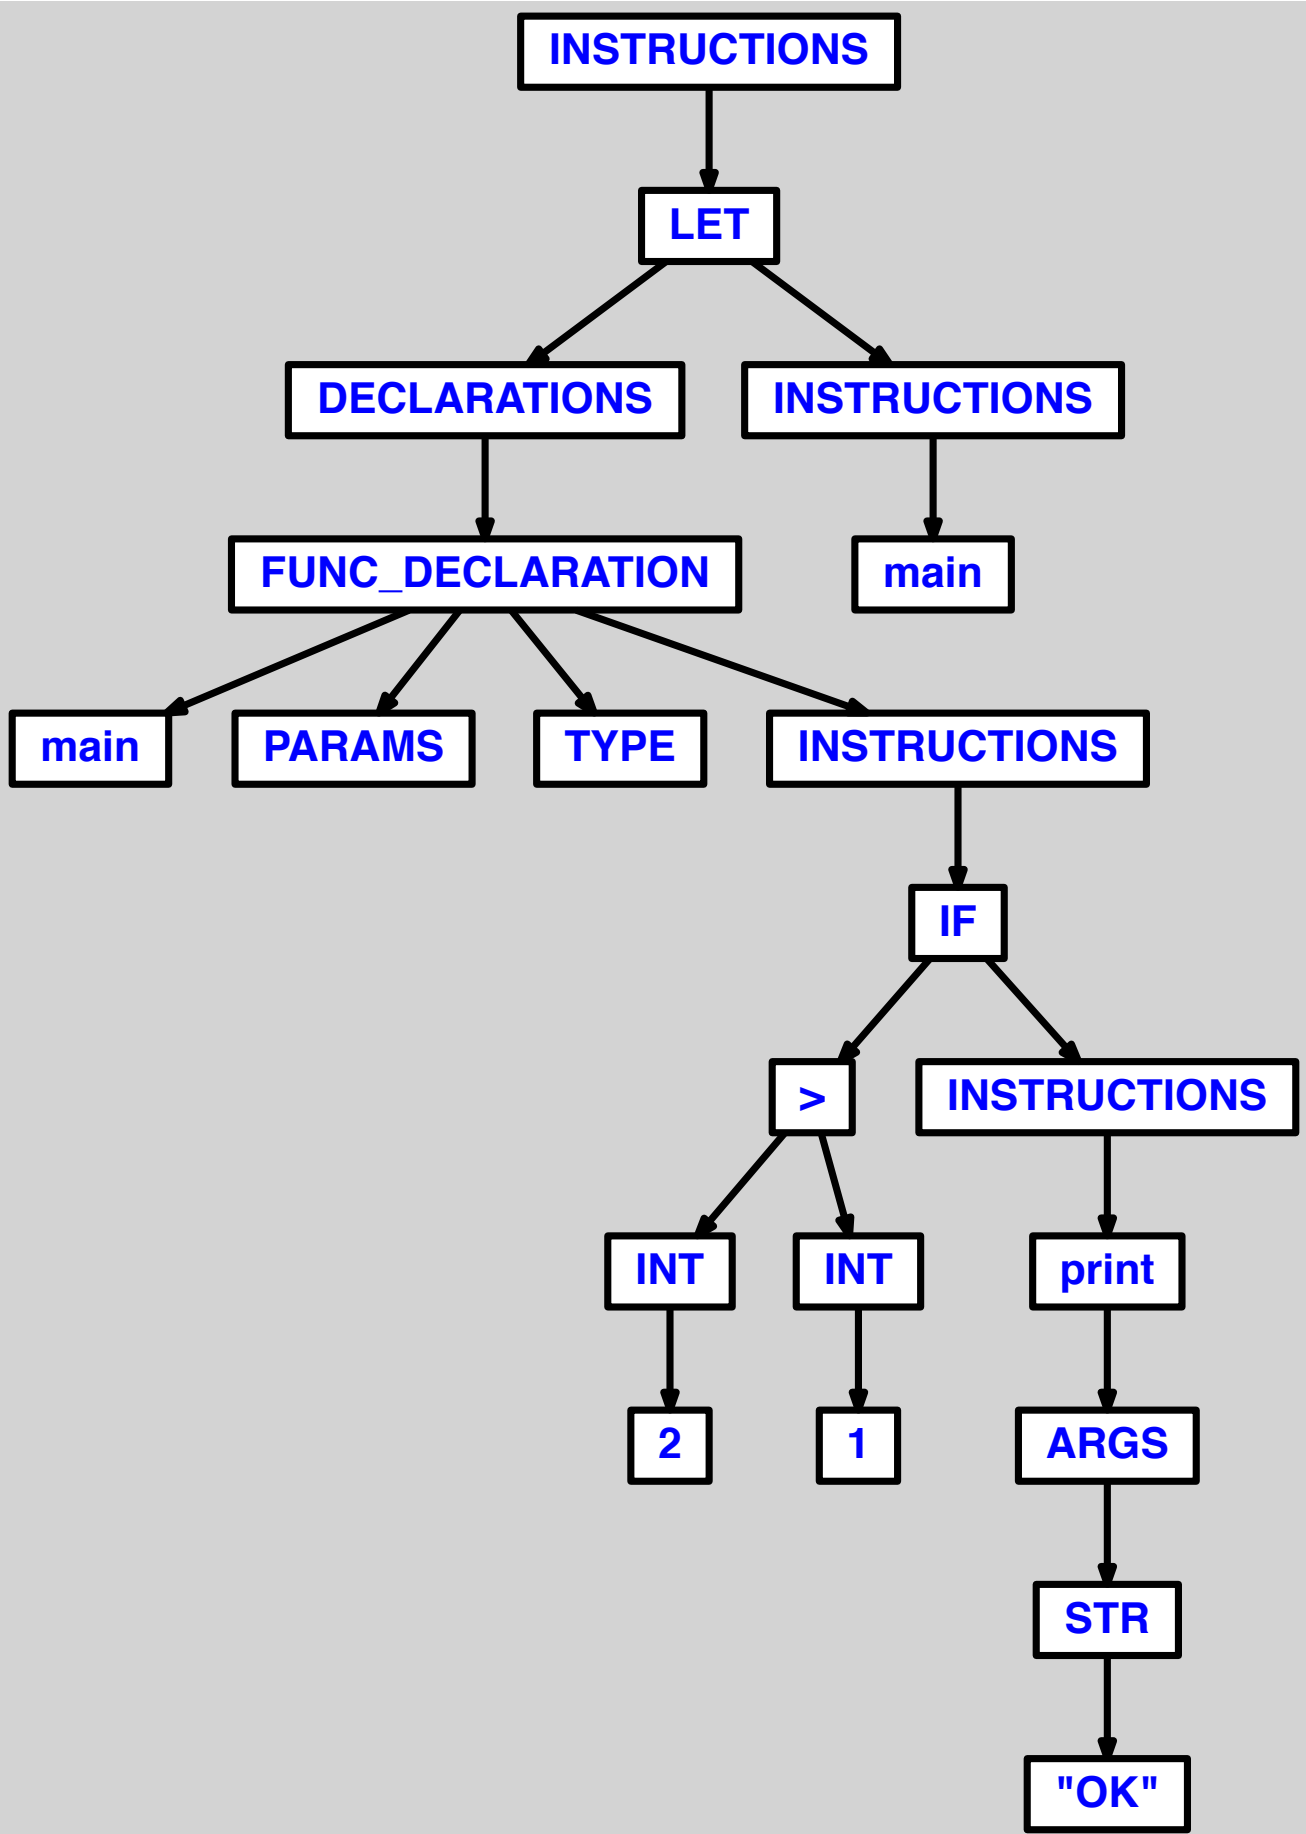 INSTRUCTIONS
LET
DECLARATIONS INSTRUCTIONS
FUNC_DECLARATION main
main PARAMS TYPE INSTRUCTIONS
IF
> INSTRUCTIONS
INT INT print
2 1 ARGS
STR
"OK"